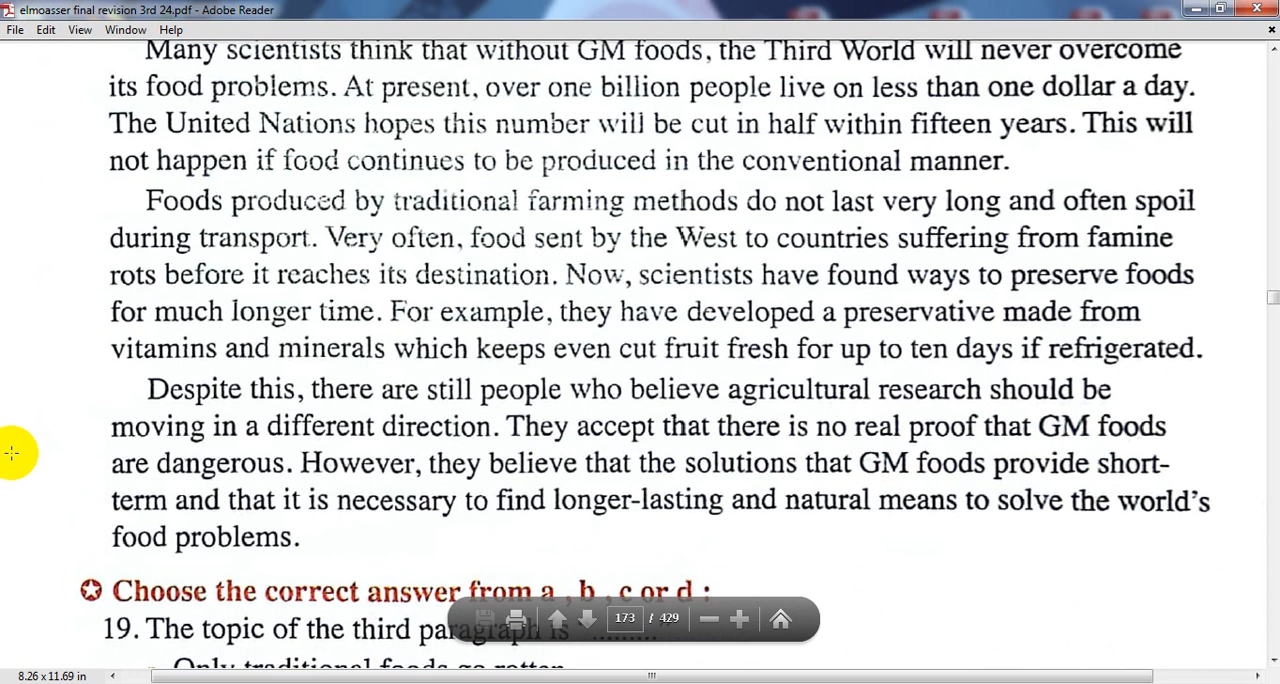 elmoasser final revision 3rd 24.pdf - Adobe Reader
File Edit View Window Help
Many scientists think that without GM foods, the Third World will never overcome
its food problems. At present, over one billion people live on less than one dollar a day.
The United Nations hopes this number will be cut in half within fifteen years. This will
not happen if food continues to be produced in the conventional manner.
Foods produced by traditional farming methods do not last very long and often spoil
during transport. Very often, food sent by the West to countries suffering from famine
rots before it reaches its destination. Now, scientists have found ways to preserve foods
for much longer time. For example, they have developed a preservative made from
vitamins and minerals which keeps even cut fruit fresh for up to ten days if refrigerated.
Despite this, there are still people who believe agricultural research should be
moving in a different direction. They accept that there is no real proof that GM foods
are dangerous. However, they believe that the solutions that GM foods provide short-
term and that it is necessary to find longer-lasting and natural means to solve the world's
food problems.
Choose the correct answer from a , b , c or d :
19. The topic of the third paragraph is ".........."
173 / 429
Only traditional foods go rotten
8.26 x 11.69 in